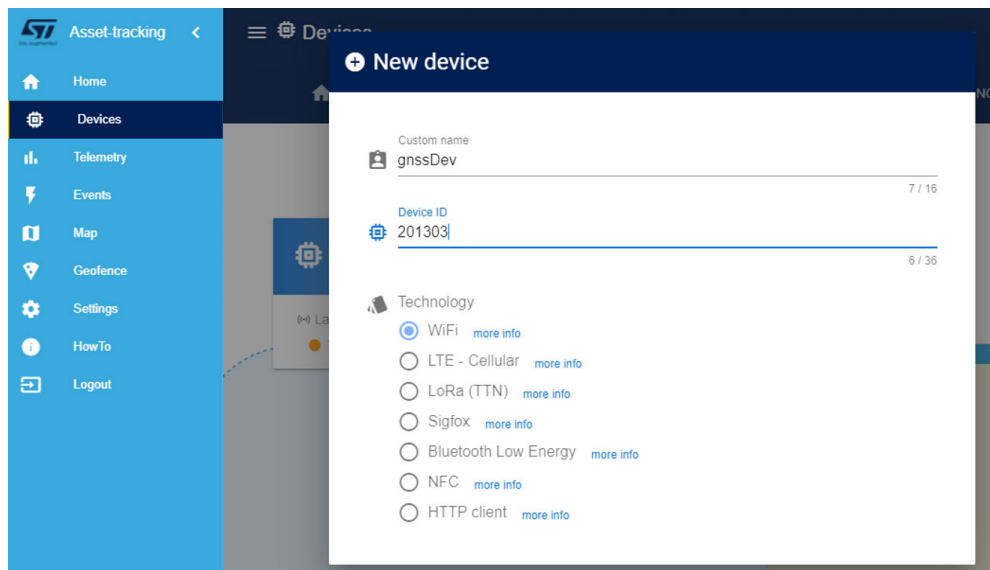 Asset-tracking
Devices
Home
Devices
Telemetry
Events
Map
Geofence
Settings
HowTo
Logout
New device
Custom name
gnssDev
7 / 16
Device ID
201303
6 / 36
Technology
WiFi more info
LTE - Cellular more info
LoRa (TTN) more info
Sigfox more info
Bluetooth Low Energy more info
NFC more info
HTTP client more info